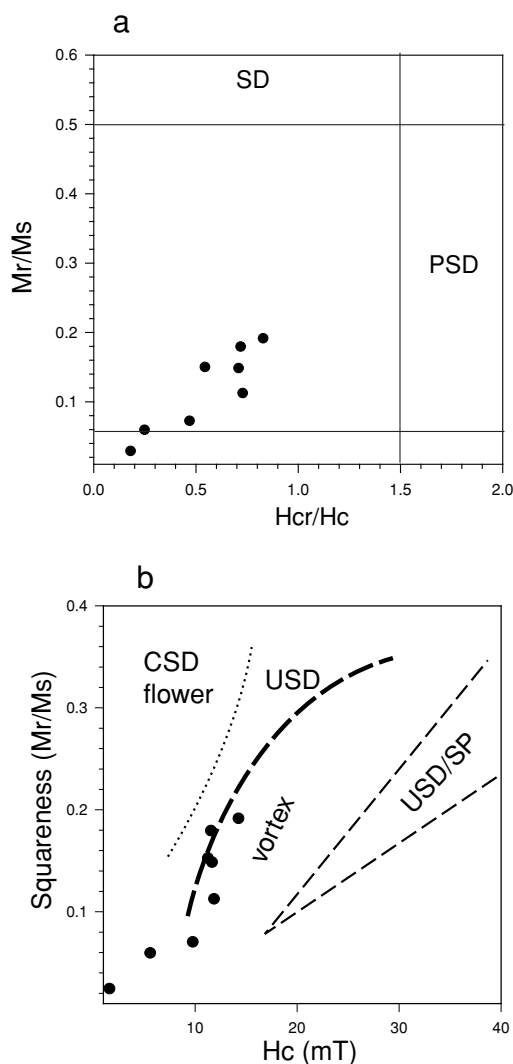 a
0.6
SD
0.5
0.4
Mr/Ms
0.3
PSD
0.2
0.1
0.0 0.5 1.0 1.5 2.0
Hcr/Hc
b
0.4
CSD
flower
USD
0.3
Squareness (Mr/Ms)
USD/SP
0.2
vortex
0.1
10 20 30 40
Hc (mT)